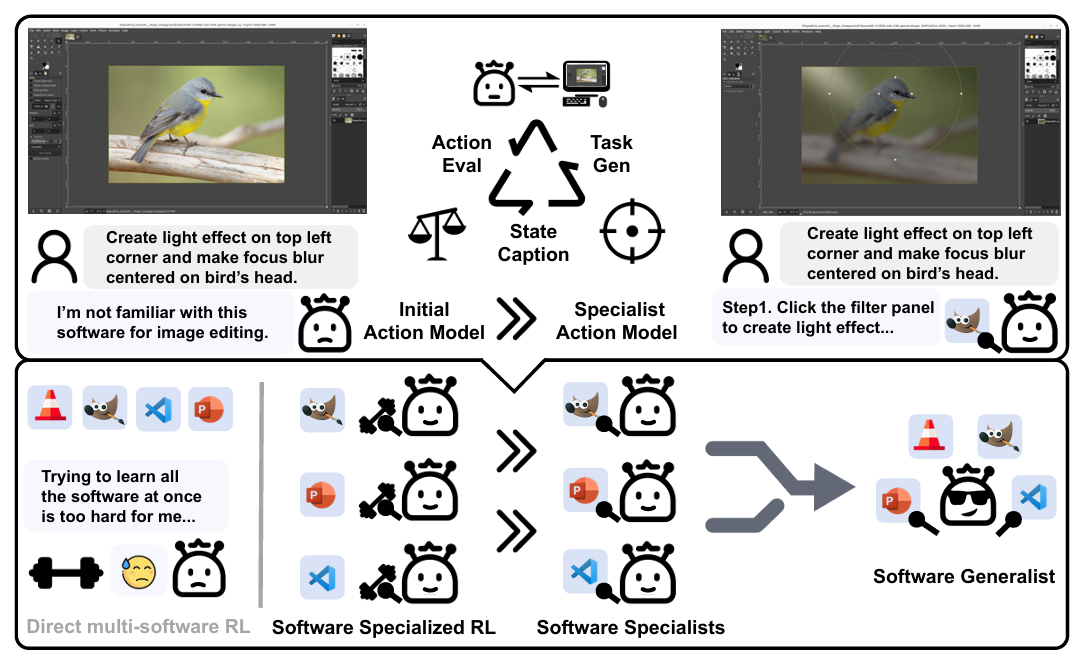 Create light effect on top left
corner and make focus blur
centered on bird's head.
I'm not familiar with this
software for image editing.
Action
Eval
Task
Gen
State
Caption
Initial
Action Model
Specialist
Action Model
Create light effect on top left
corner and make focus blur
centered on bird's head.
Step1. Click the filter panel
to create light effect...
P
Trying to learn all
the software at once
is too hard for me...
Direct multi-software RL
P
Software Specialized RL
P
Software Specialists
P
Software Generalist